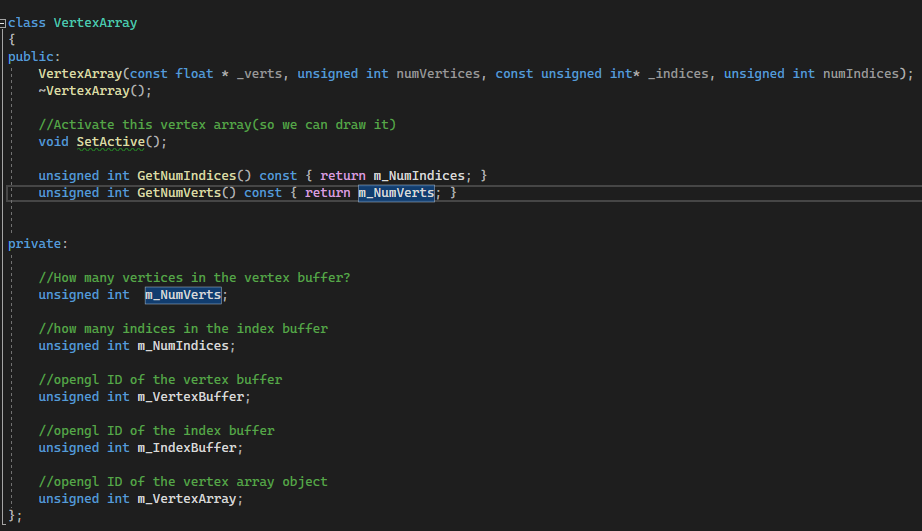 class VertexArray
{
public:
VertexArray(const float * _verts, unsigned int numVertices, const unsigned int* _indices, unsigned int numIndices);
~VertexArray();
//Activate this vertex array(so we can draw it)
void SetActive();
unsigned int GetNumIndices() const { return m_NumIndices; }
unsigned int GetNumVerts() const { return m_NumVerts; }
private:
//How many vertices in the vertex buffer?
unsigned int  m_NumVerts;
//how many indices in the index buffer
unsigned int m_NumIndices;
//opengl ID of the vertex buffer
unsigned int m_VertexBuffer;
//opengl ID of the index buffer
unsigned int m_IndexBuffer;
//opengl ID of the vertex array object
unsigned int m_VertexArray;
};